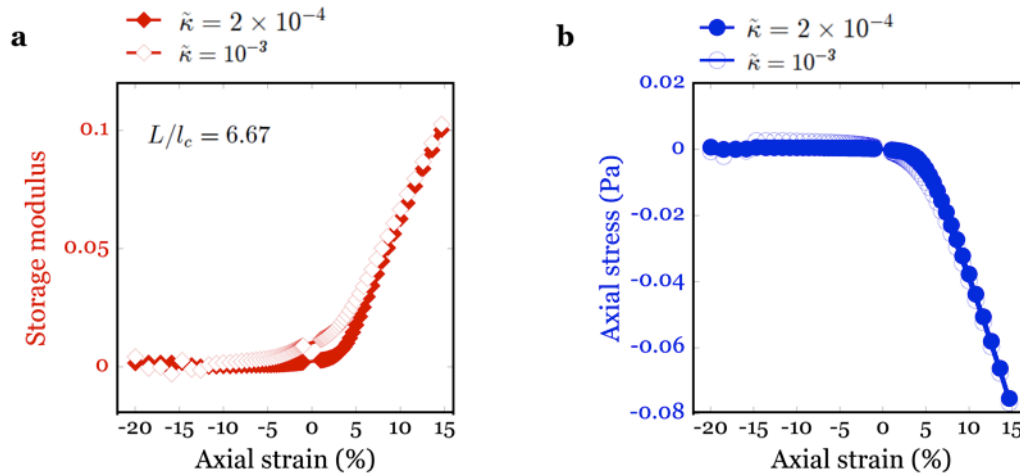 a
κ̃ = 2 × 10⁻⁴
κ̃ = 10⁻³
L/l_c = 6.67
Storage modulus
0.1
0.05
0
-20 -15 -10 -5 0 5 10 15
Axial strain (%)
b
κ̃ = 2 × 10⁻⁴
κ̃ = 10⁻³
Axial stress (Pa)
0.02
0
-0.02
-0.04
-0.06
-0.08
-20 -15 -10 -5 0 5 10 15
Axial strain (%)